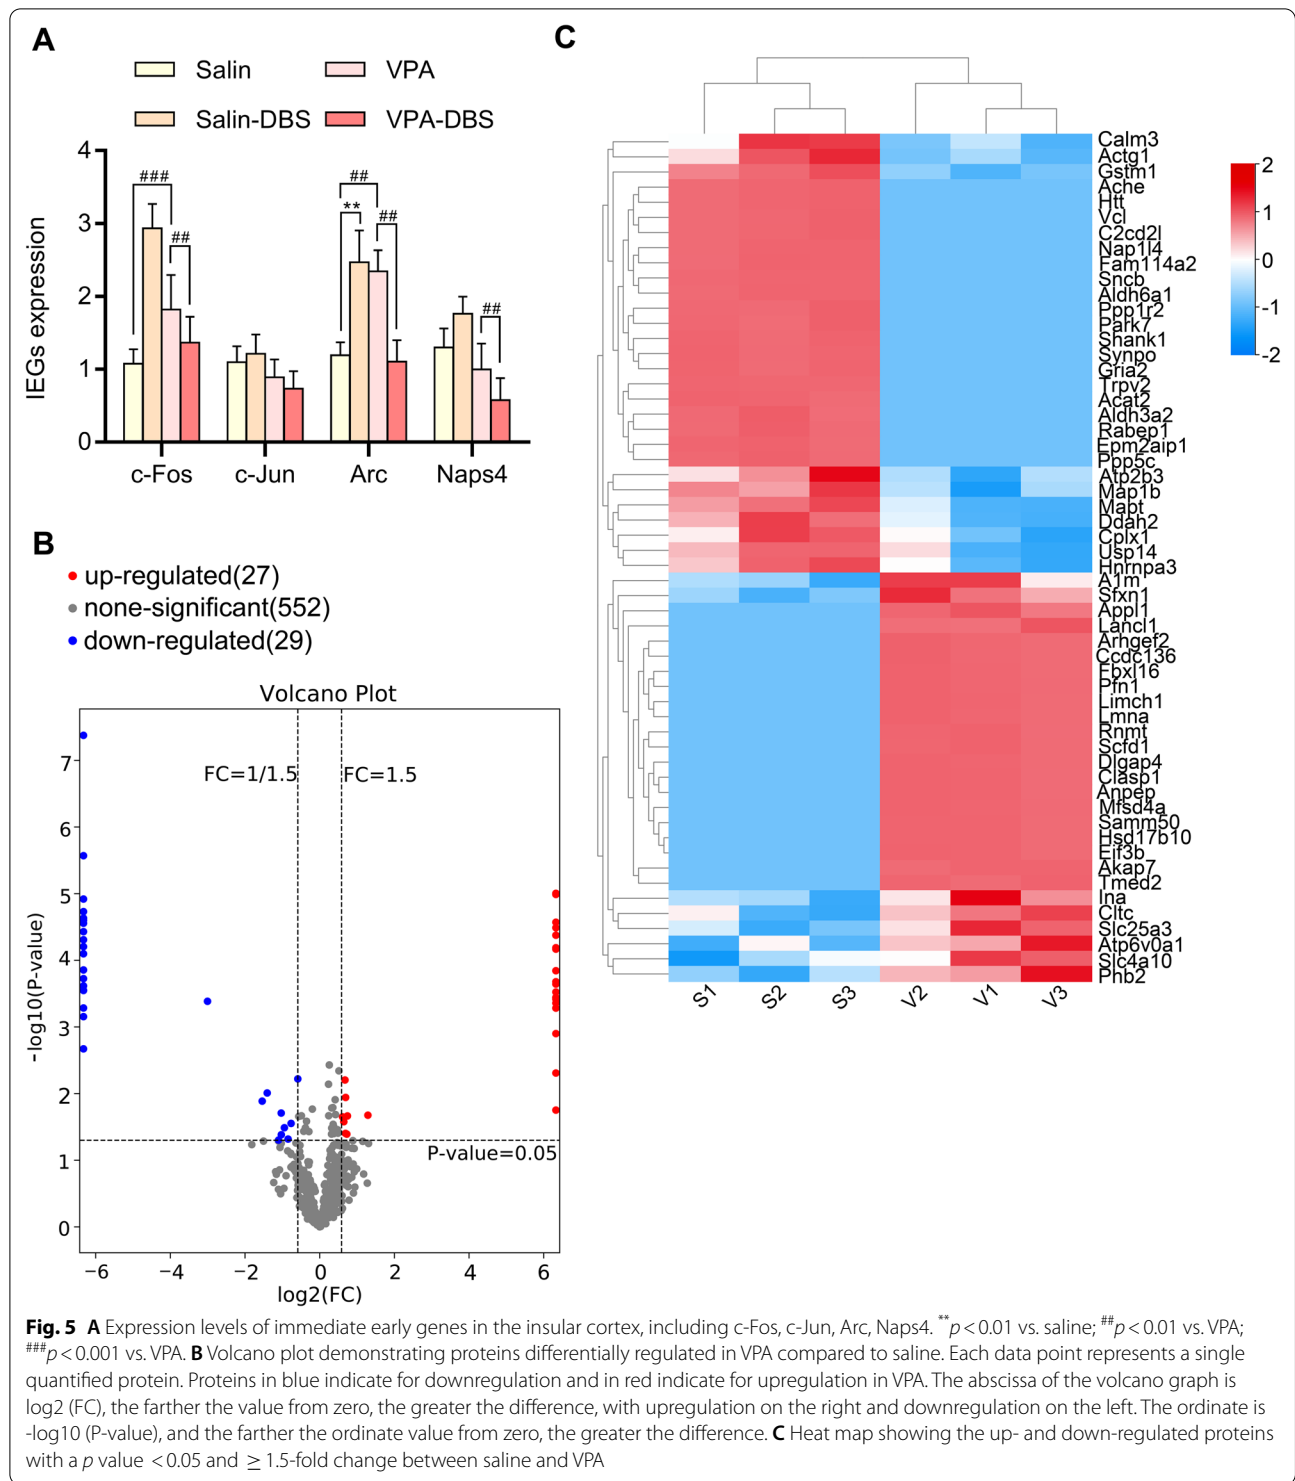 A
Salin
VPA
Salin-DBS
VPA-DBS
IEGs expression
4
3
2
1
0
###
##
##
**
##
##
c-Fos
c-Jun
Arc
Naps4
B
up-regulated(27)
none-significant(552)
down-regulated(29)
Volcano Plot
FC=1/1.5
FC=1.5
P-value=0.05
-log10(P-value)
7
6
5
4
3
2
1
0
−6
−4
−2
0
2
4
6
log2(FC)
C
Calm3
Actg1
Gstm1
Ache
Htt
Vcl
C2cd2l
Nap1l4
Fam114a2
Sncb
Aldh6a1
Ppp1r2
Park7
Shank1
Synpo
Gria2
Trpv2
Acat2
Aldh3a2
Rabep1
Epm2aip1
Ppp5c
Atp2b3
Map1b
Mapt
Ddah2
Cplx1
Usp14
Hnrnpa3
A1m
Sfxn1
Appl1
Lancl1
Arhgef2
Ccdc136
Fbxl16
Pfn1
Limch1
Lmna
Rnmt
Scfd1
Dlgap4
Clasp1
Anpep
Mfsd4a
Samm50
Hsd17b10
Eif3b
Akap7
Tmed2
Ina
Cltc
Slc25a3
Atp6v0a1
Slc4a10
Phb2
S1
S2
S3
V2
V1
V3
2
1
0
-1
-2
Fig. 5 A Expression levels of immediate early genes in the insular cortex, including c-Fos, c-Jun, Arc, Naps4. **p < 0.01 vs. saline; ##p < 0.01 vs. VPA;
###p < 0.001 vs. VPA. B Volcano plot demonstrating proteins differentially regulated in VPA compared to saline. Each data point represents a single
quantified protein. Proteins in blue indicate for downregulation and in red indicate for upregulation in VPA. The abscissa of the volcano graph is
log2 (FC), the farther the value from zero, the greater the difference, with upregulation on the right and downregulation on the left. The ordinate is
-log10 (P-value), and the farther the ordinate value from zero, the greater the difference. C Heat map showing the up- and down-regulated proteins
with a p value < 0.05 and ≥ 1.5-fold change between saline and VPA